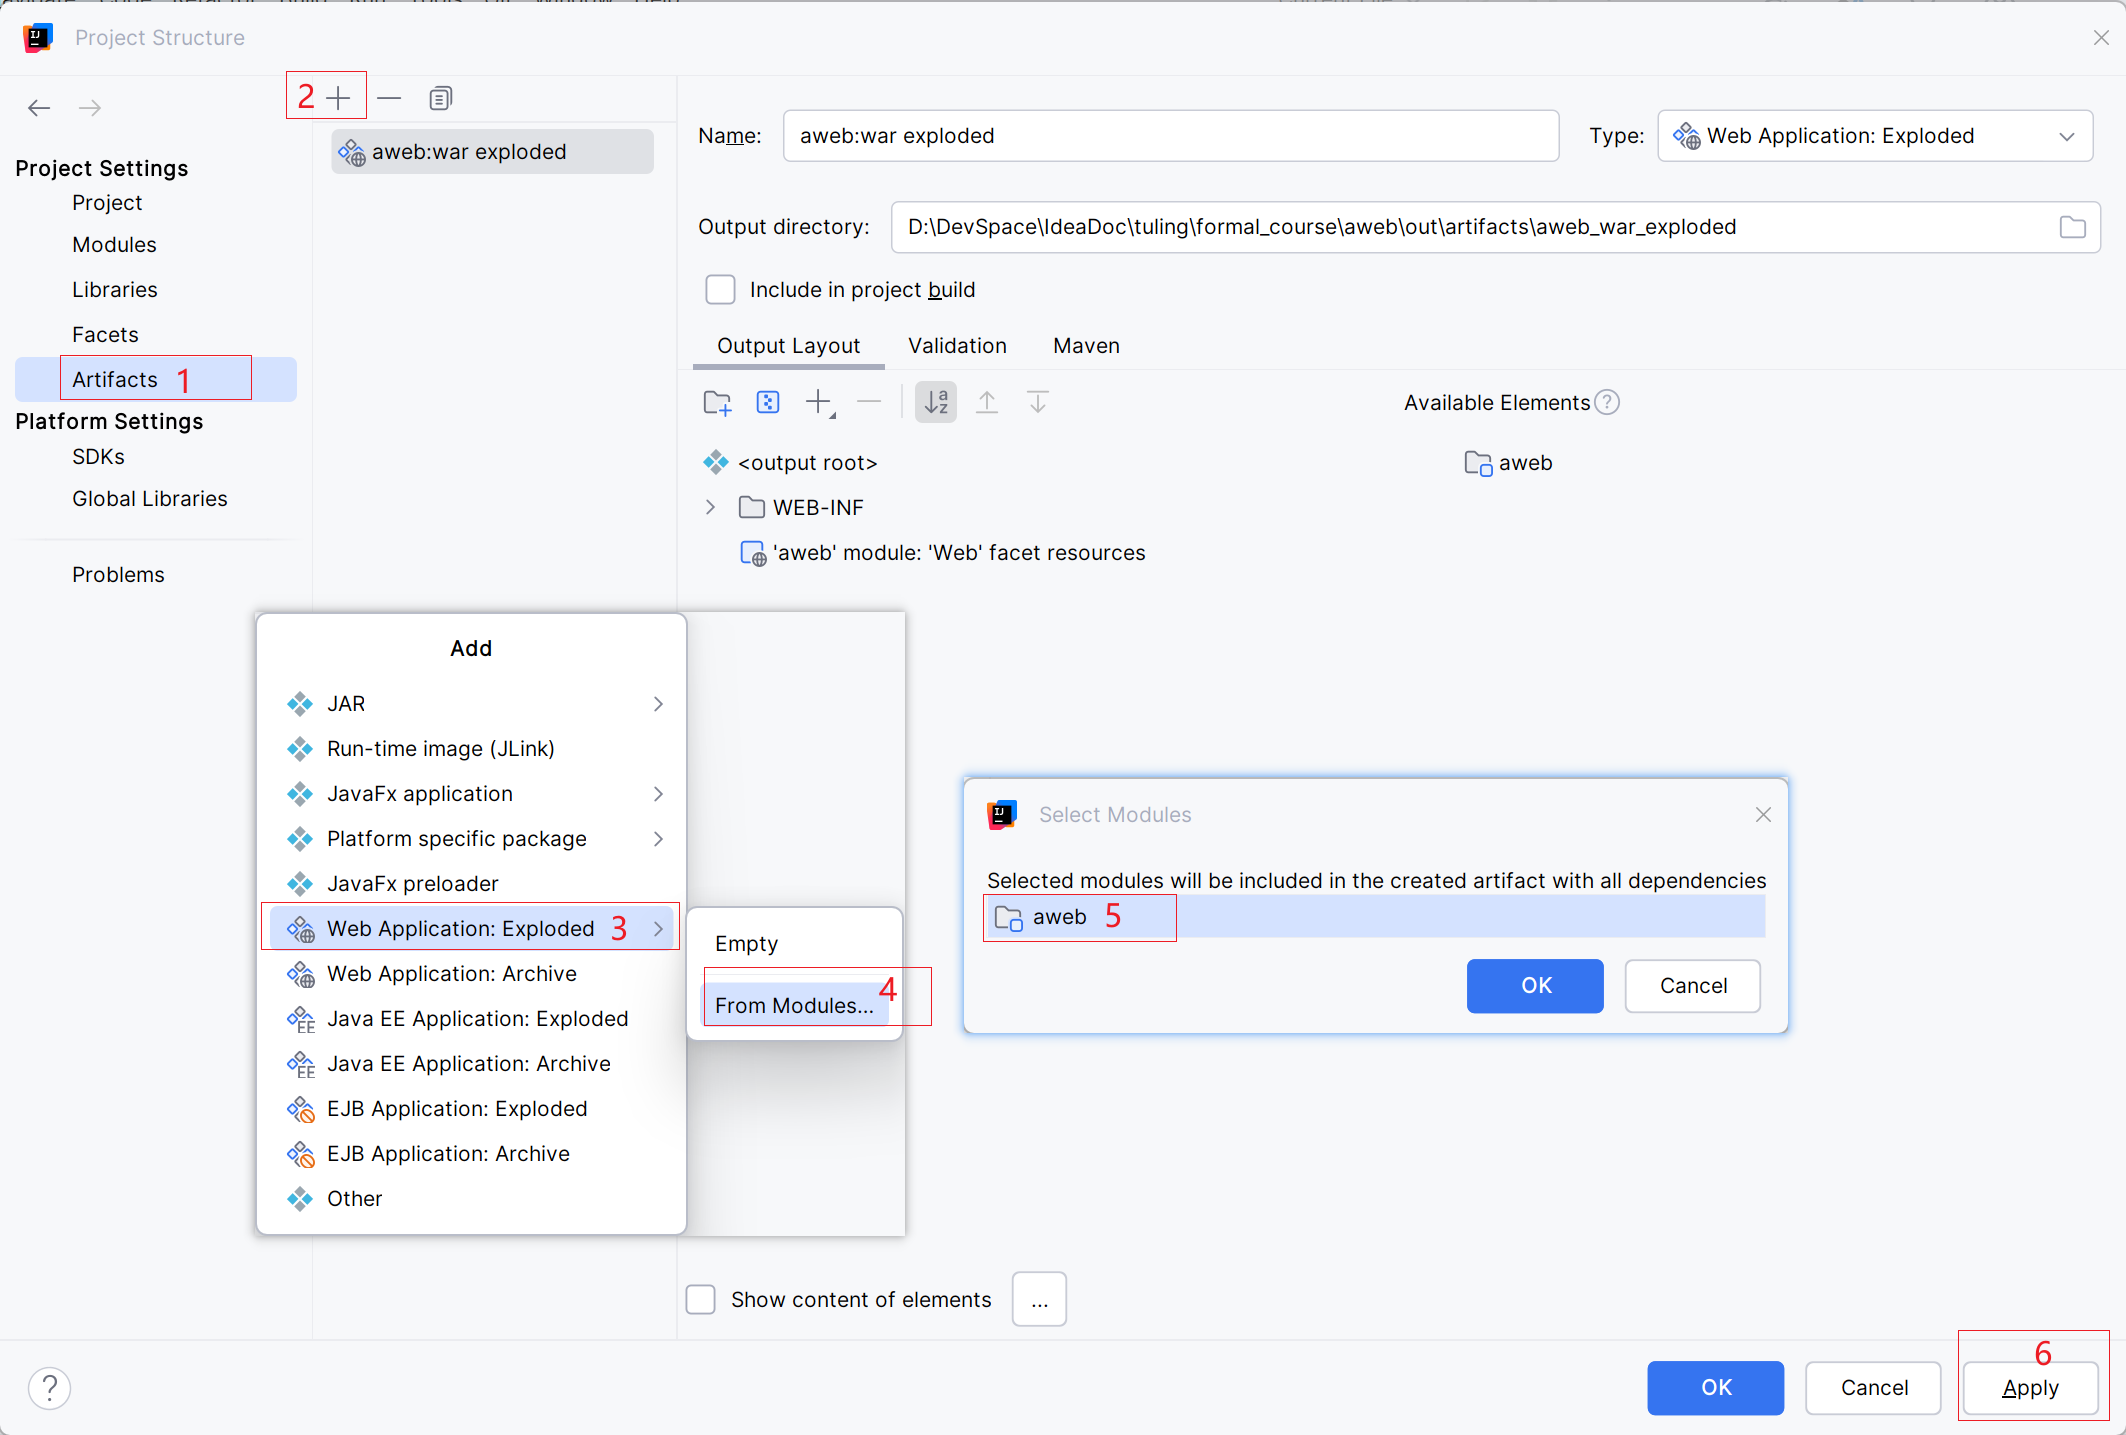 Project Structure
2
Project Settings
Project
Modules
Libraries
Facets
Artifacts 1
Platform Settings
SDKs
Global Libraries
Problems
aweb:war exploded
Name: aweb:war exploded
Type: Web Application: Exploded
Output directory: D:\DevSpace\IdeaDoc\tuling\formal_course\aweb\out\artifacts\aweb_war_exploded
Include in project build
Output Layout Validation Maven
Available Elements ?
<output root>
aweb
WEB-INF
'aweb' module: 'Web' facet resources
Add
JAR
Run-time image (JLink)
JavaFx application
Platform specific package
JavaFx preloader
Web Application: Exploded 3
Web Application: Archive
Java EE Application: Exploded
Java EE Application: Archive
EJB Application: Exploded
EJB Application: Archive
Other
Empty
From Modules... 4
Select Modules
Selected modules will be included in the created artifact with all dependencies
aweb 5
OK Cancel
Show content of elements ...
6
? OK Cancel Apply